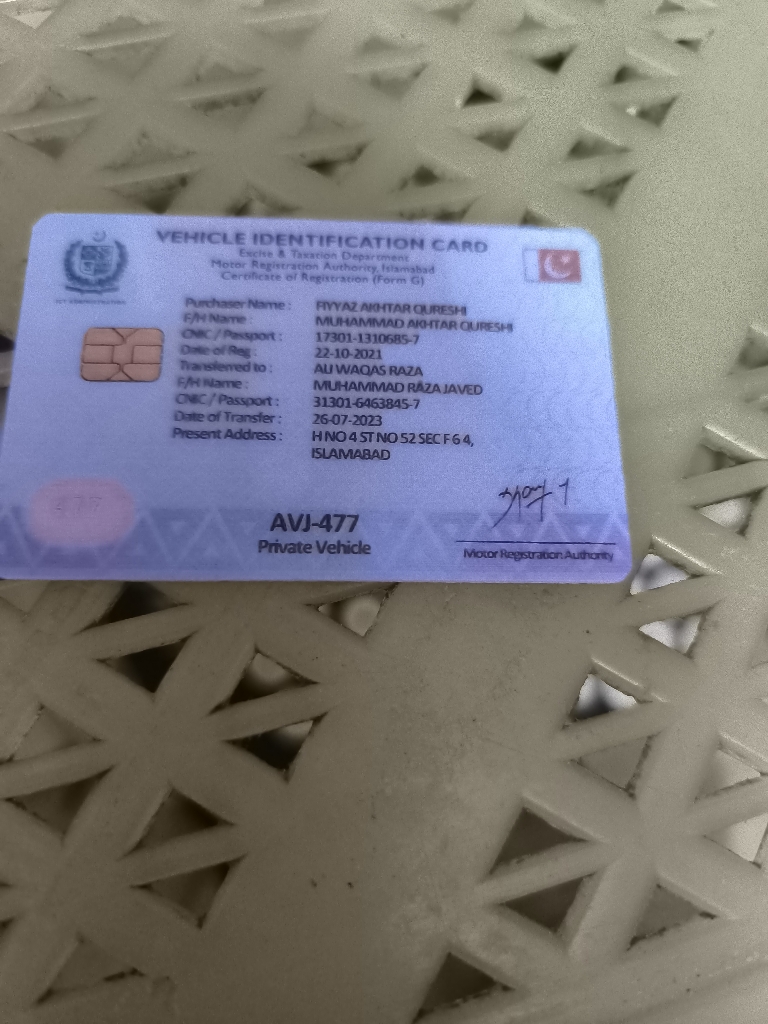 VEHICLE IDENTIFICATION CARD
Excise & Taxation Department
Motor Registration Authority, Islamabad
Certificate of Registration (Form G)
ICT ADMINISTRATION
Purchaser Name : FIYYAZ AKHTAR QURESHI
F/H Name : MUHAMMAD AKHTAR QURESHI
CNIC / Passport : 17301-1310685-7
Date of Reg : 22-10-2021
Transferred to : ALI WAQAS RAZA
F/H Name : MUHAMMAD RAZA JAVED
CNIC / Passport : 31301-6463845-7
Date of Transfer : 26-07-2023
Present Address : H NO 4 ST NO 52 SEC F 6 4,
ISLAMABAD
477
AVJ-477
Private Vehicle
Motor Registration Authority